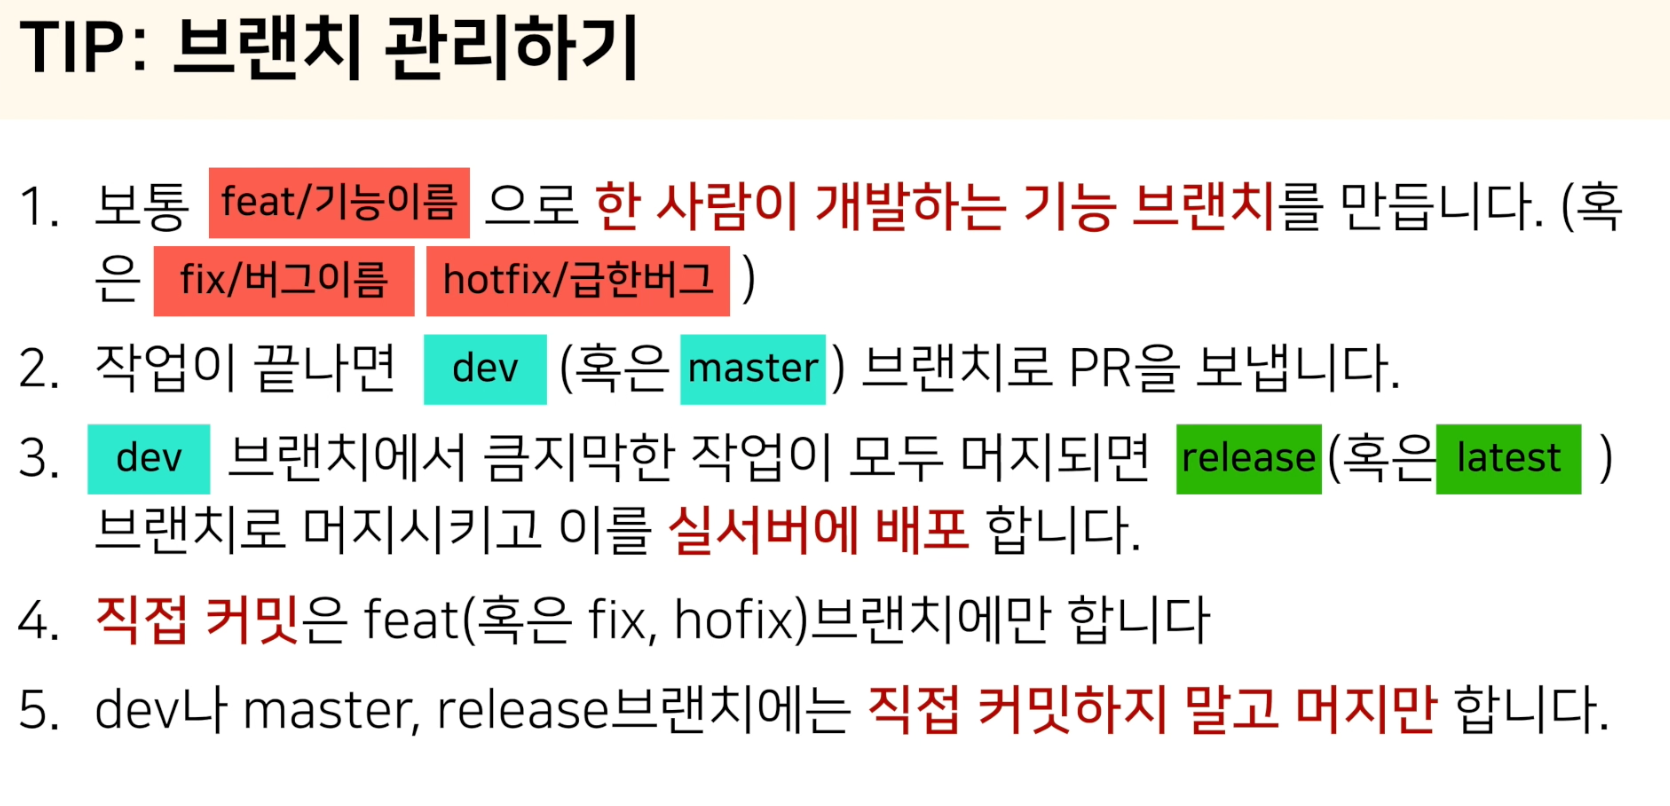 TIP: 브랜치 관리하기
1. 보통 feat/기능이름 으로 한 사람이 개발하는 기능 브랜치를 만듭니다. (혹
은 fix/버그이름 hotfix/급한버그 )
2. 작업이 끝나면 dev (혹은 master ) 브랜치로 PR을 보냅니다.
3. dev 브랜치에서 큼지막한 작업이 모두 머지되면 release (혹은 latest )
브랜치로 머지시키고 이를 실서버에 배포 합니다.
4. 직접 커밋은 feat(혹은 fix, hofix)브랜치에만 합니다
5. dev나 master, release브랜치에는 직접 커밋하지 말고 머지만 합니다.